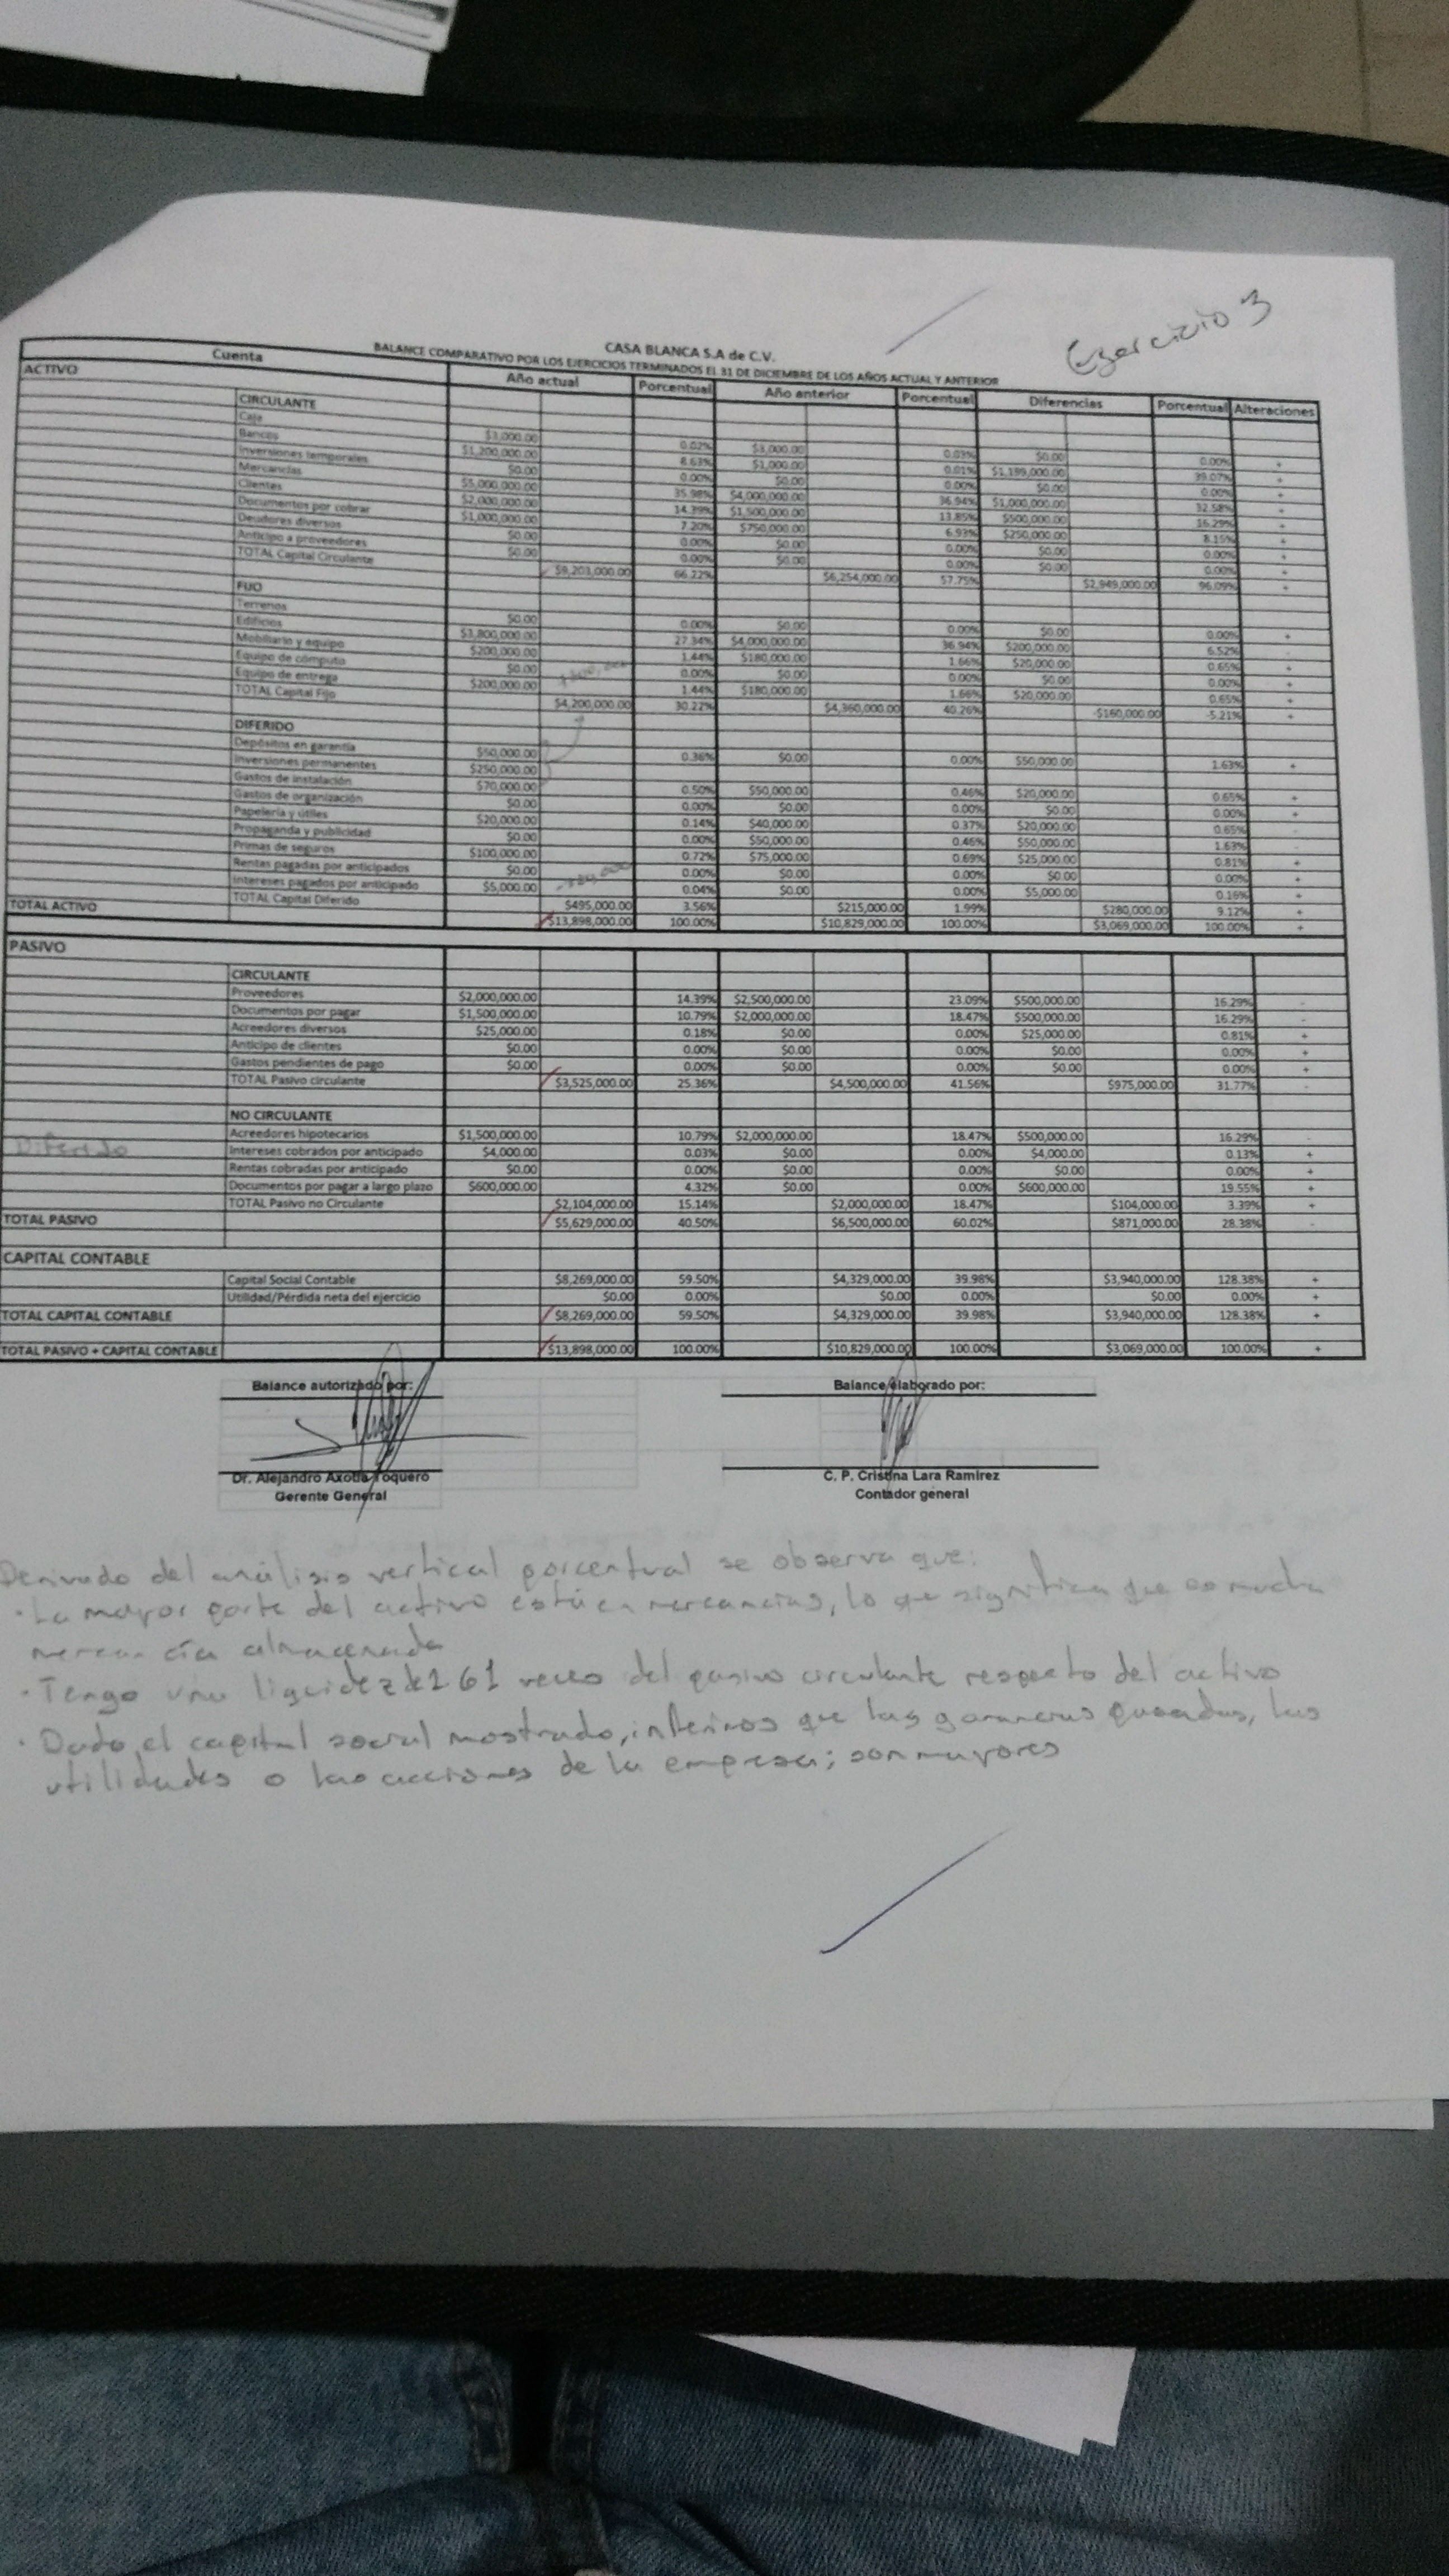 Ejercicio 3
CASA BLANCA S.A de C.V.
BALANCE COMPARATIVO POR LOS EJERCICIOS TERMINADOS EL 31 DE DICIEMBRE DE LOS AÑOS ACTUAL Y ANTERIOR
Cuenta Año actual Porcentual Año anterior Porcentual Diferencias Porcentual Alteraciones
ACTIVO
CIRCULANTE
Caja $3,000.00 0.02% $3,000.00 0.03% $0.00 0.00% +
Bancos $1,200,000.00 8.63% $1,000.00 0.01% $1,199,000.00 39.07% +
Inversiones temporales $0.00 0.00% $0.00 0.00% $0.00 0.00% +
Mercancías $5,000,000.00 35.98% $4,000,000.00 36.94% $1,000,000.00 32.58% +
Clientes $2,000,000.00 14.39% $1,500,000.00 13.85% $500,000.00 16.29% +
Documentos por cobrar $1,000,000.00 7.20% $750,000.00 6.93% $250,000.00 8.15% +
Deudores diversos $0.00 0.00% $0.00 0.00% $0.00 0.00% +
Anticipo a proveedores $0.00 0.00% $0.00 0.00% $0.00 0.00% +
TOTAL Capital Circulante $9,203,000.00 66.22% $6,254,000.00 57.75% $2,949,000.00 96.09% +
FIJO
Terrenos $0.00 0.00% $0.00 0.00% $0.00 0.00% +
Edificios $3,800,000.00 27.34% $4,000,000.00 36.94% $200,000.00 6.52% -
Mobiliario y equipo $200,000.00 1.44% $180,000.00 1.66% $20,000.00 0.65% +
Equipo de cómputo $0.00 0.00% $0.00 0.00% $0.00 0.00% +
Equipo de entrega $200,000.00 1.44% $180,000.00 1.66% $20,000.00 0.65% +
TOTAL Capital Fijo $4,200,000.00 30.22% $4,360,000.00 40.26% -$160,000.00 -5.21% +
DIFERIDO
Depósitos en garantía $50,000.00 0.36% $0.00 0.00% $50,000.00 1.63% +
Inversiones permanentes $250,000.00
Gastos de instalación $70,000.00 0.50% $50,000.00 0.46% $20,000.00 0.65% +
Gastos de organización $0.00 0.00% $0.00 0.00% $0.00 0.00% +
Papelería y útiles $20,000.00 0.14% $40,000.00 0.37% $20,000.00 0.65% -
Propaganda y publicidad $0.00 0.00% $50,000.00 0.46% $50,000.00 1.63% -
Primas de seguros $100,000.00 0.72% $75,000.00 0.69% $25,000.00 0.81% +
Rentas pagadas por anticipados $0.00 0.00% $0.00 0.00% $0.00 0.00% +
Intereses pagados por anticipado $5,000.00 0.04% $0.00 0.00% $5,000.00 0.16% +
TOTAL Capital Diferido $495,000.00 3.56% $215,000.00 1.99% $280,000.00 9.12% +
TOTAL ACTIVO $13,898,000.00 100.00% $10,829,000.00 100.00% $3,069,000.00 100.00% +
PASIVO
CIRCULANTE
Proveedores $2,000,000.00 14.39% $2,500,000.00 23.09% $500,000.00 16.29% -
Documentos por pagar $1,500,000.00 10.79% $2,000,000.00 18.47% $500,000.00 16.29% -
Acreedores diversos $25,000.00 0.18% $0.00 0.00% $25,000.00 0.81% +
Anticipo de clientes $0.00 0.00% $0.00 0.00% $0.00 0.00% +
Gastos pendientes de pago $0.00 0.00% $0.00 0.00% $0.00 0.00% +
TOTAL Pasivo circulante $3,525,000.00 25.36% $4,500,000.00 41.56% $975,000.00 31.77% -
NO CIRCULANTE
Acreedores hipotecarios $1,500,000.00 10.79% $2,000,000.00 18.47% $500,000.00 16.29% -
Diferido Intereses cobrados por anticipado $4,000.00 0.03% $0.00 0.00% $4,000.00 0.13% +
Rentas cobradas por anticipado $0.00 0.00% $0.00 0.00% $0.00 0.00% +
Documentos por pagar a largo plazo $600,000.00 4.32% $0.00 0.00% $600,000.00 19.55% +
TOTAL Pasivo no Circulante $2,104,000.00 15.14% $2,000,000.00 18.47% $104,000.00 3.39% +
TOTAL PASIVO $5,629,000.00 40.50% $6,500,000.00 60.02% $871,000.00 28.38% -
CAPITAL CONTABLE
Capital Social Contable $8,269,000.00 59.50% $4,329,000.00 39.98% $3,940,000.00 128.38% +
Utilidad/Pérdida neta del ejercicio $0.00 0.00% $0.00 0.00% $0.00 0.00% +
TOTAL CAPITAL CONTABLE $8,269,000.00 59.50% $4,329,000.00 39.98% $3,940,000.00 128.38% +
TOTAL PASIVO + CAPITAL CONTABLE $13,898,000.00 100.00% $10,829,000.00 100.00% $3,069,000.00 100.00% +
Balance autorizado por: Balance elaborado por:
Dr. Alejandro Axotla Toquero C. P. Cristina Lara Ramirez
Gerente General Contador general
Derivado del análisis vertical porcentual se observa que:
· La mayor parte del activo está en mercancías, lo que significa que es mucha
mercancía almacenada
· Tengo una liquidez de 1 61 veces del pasivo circulante respecto del activo
· Dado el capital social mostrado, inferimos que las ganancias pasadas, las
utilidades o las acciones de la empresa; son mayores